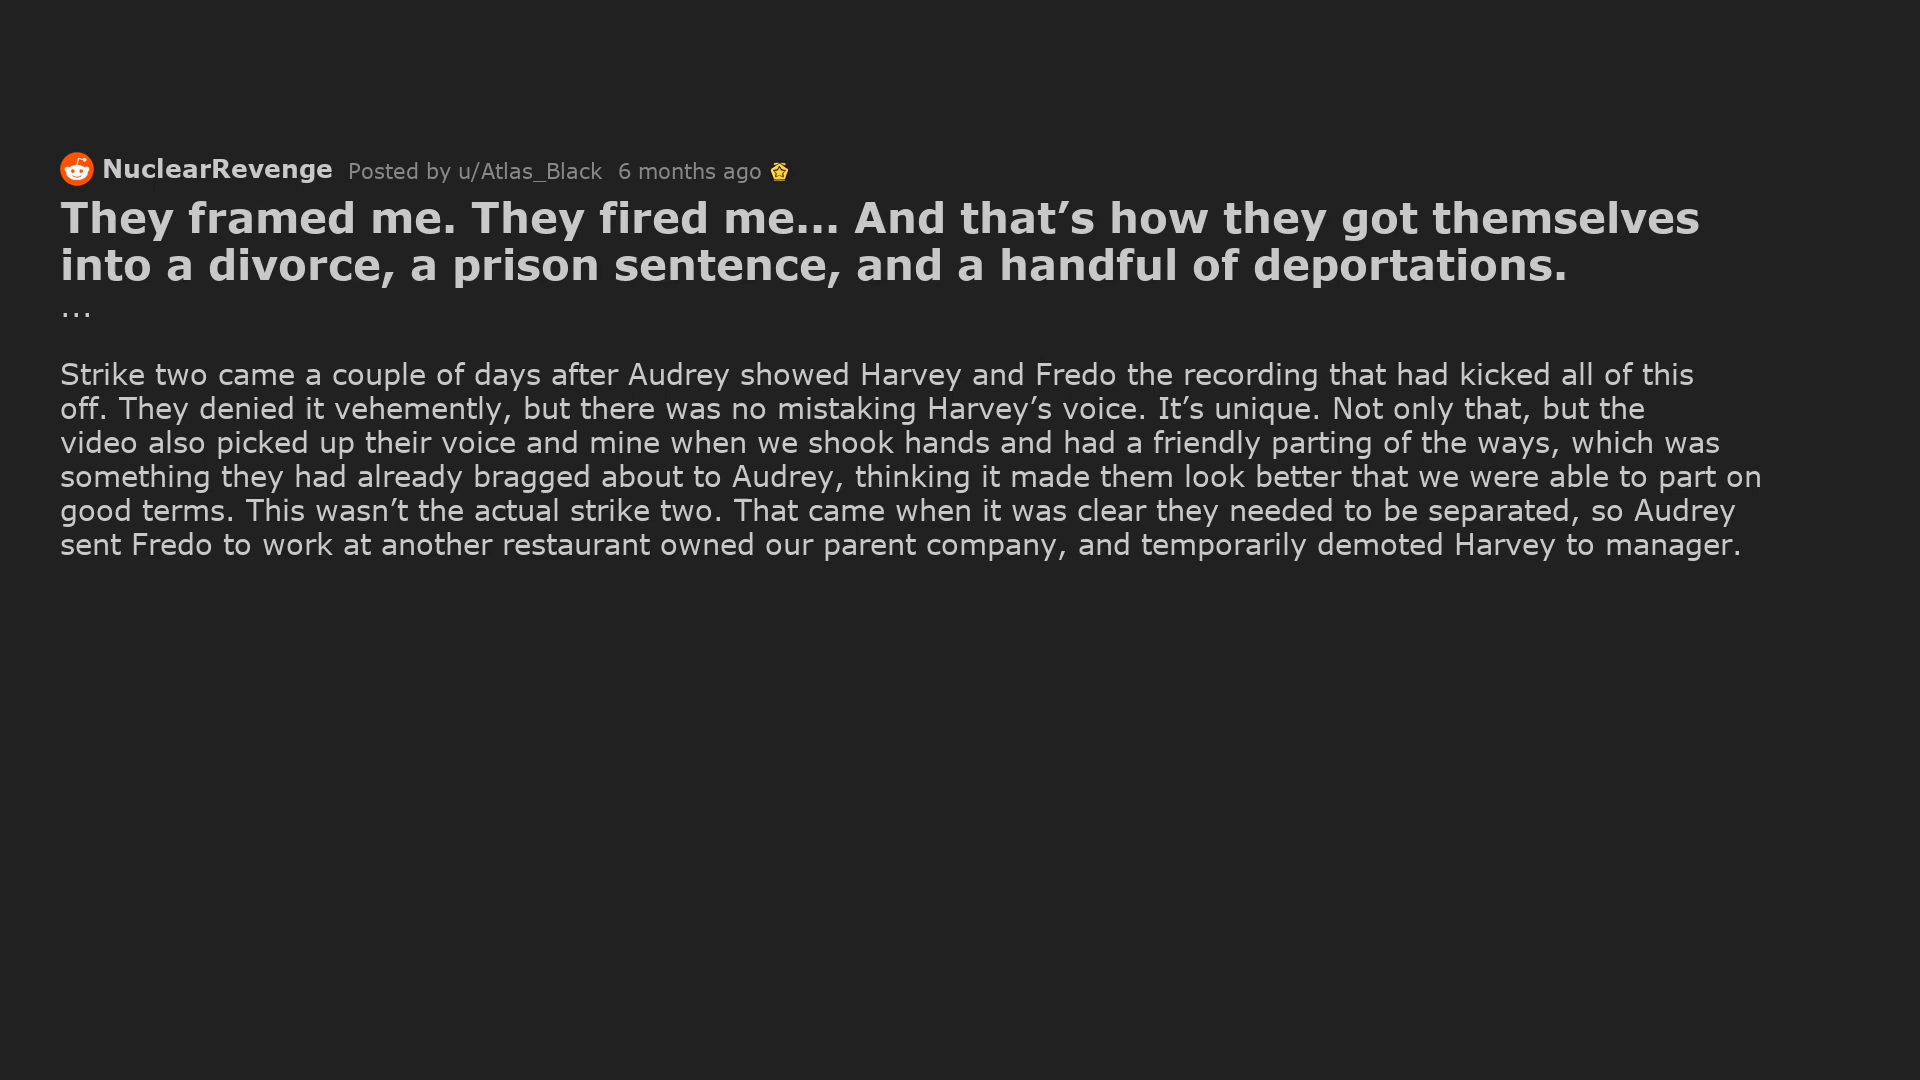 NuclearRevenge Posted by u/Atlas_Black 6 months ago
They framed me. They fired me... And that’s how they got themselves
into a divorce, a prison sentence, and a handful of deportations.
...
Strike two came a couple of days after Audrey showed Harvey and Fredo the recording that had kicked all of this
off. They denied it vehemently, but there was no mistaking Harvey’s voice. It’s unique. Not only that, but the
video also picked up their voice and mine when we shook hands and had a friendly parting of the ways, which was
something they had already bragged about to Audrey, thinking it made them look better that we were able to part on
good terms. This wasn’t the actual strike two. That came when it was clear they needed to be separated, so Audrey
sent Fredo to work at another restaurant owned our parent company, and temporarily demoted Harvey to manager.